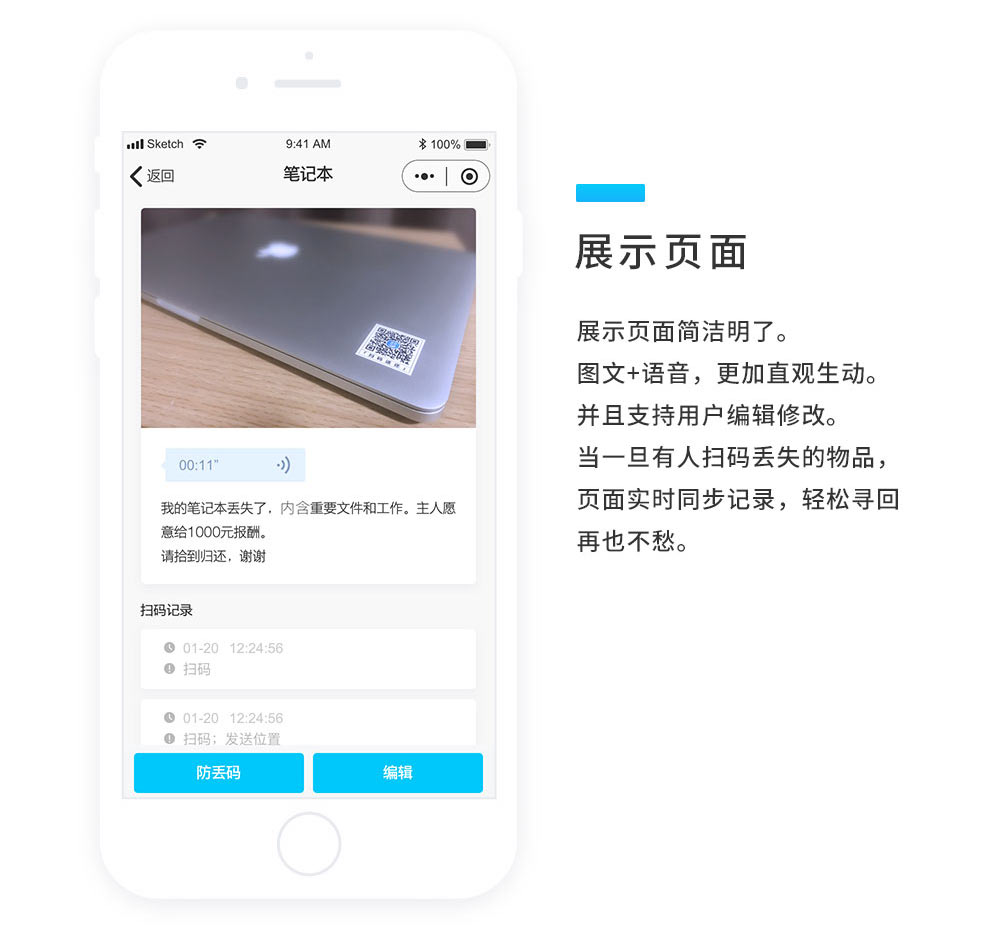 Sketch 9:41 AM 100%
返回 笔记本
扫码送还
00:11”
我的笔记本丢失了，内含重要文件和工作。主人愿
意给1000元报酬。
请拾到归还，谢谢
扫码记录
01-20 12:24:56
扫码
01-20 12:24:56
扫码；发送位置
防丢码 编辑
展示页面
展示页面简洁明了。
图文+语音，更加直观生动。
并且支持用户编辑修改。
当一旦有人扫码丢失的物品，
页面实时同步记录，轻松寻回
再也不愁。